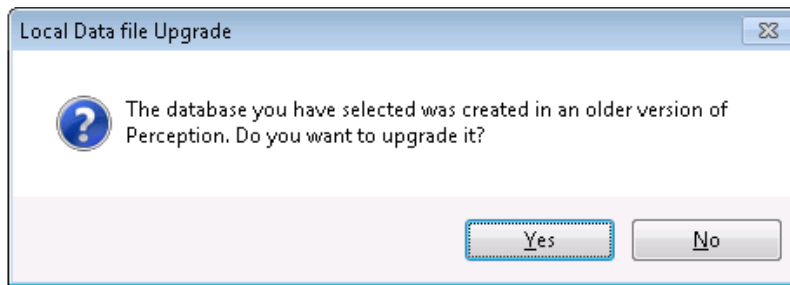 Local Data file Upgrade
The database you have selected was created in an older version of
Perception. Do you want to upgrade it?
Yes
No